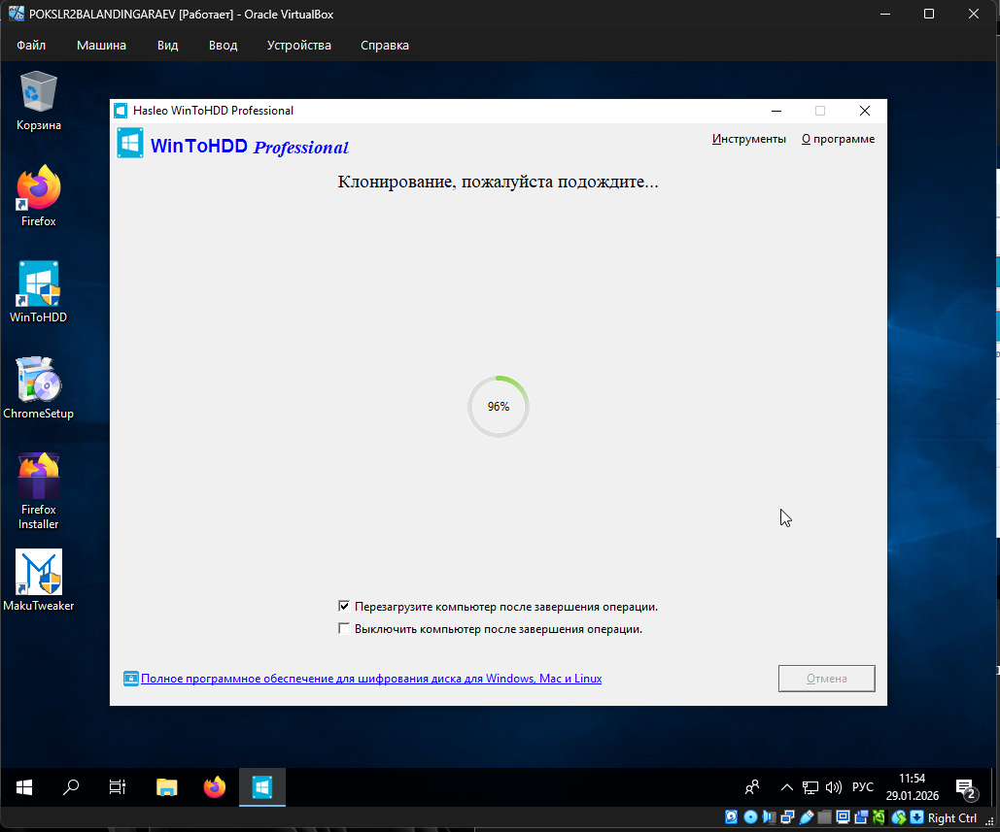 POKSLR2BALANDINGARAEV [Работает] - Oracle VirtualBox
Файл Машина Вид Ввод Устройства Справка
Корзина
Firefox
WinToHDD
ChromeSetup
Firefox
Installer
MakuTweaker
Hasleo WinToHDD Professional
WinToHDD Professional
Инструменты О программе
Клонирование, пожалуйста подождите...
96%
Перезагрузите компьютер после завершения операции.
Выключить компьютер после завершения операции.
Полное программное обеспечение для шифрования диска для Windows, Mac и Linux
Отмена
РУС
11:54
29.01.2026
2
Right Ctrl